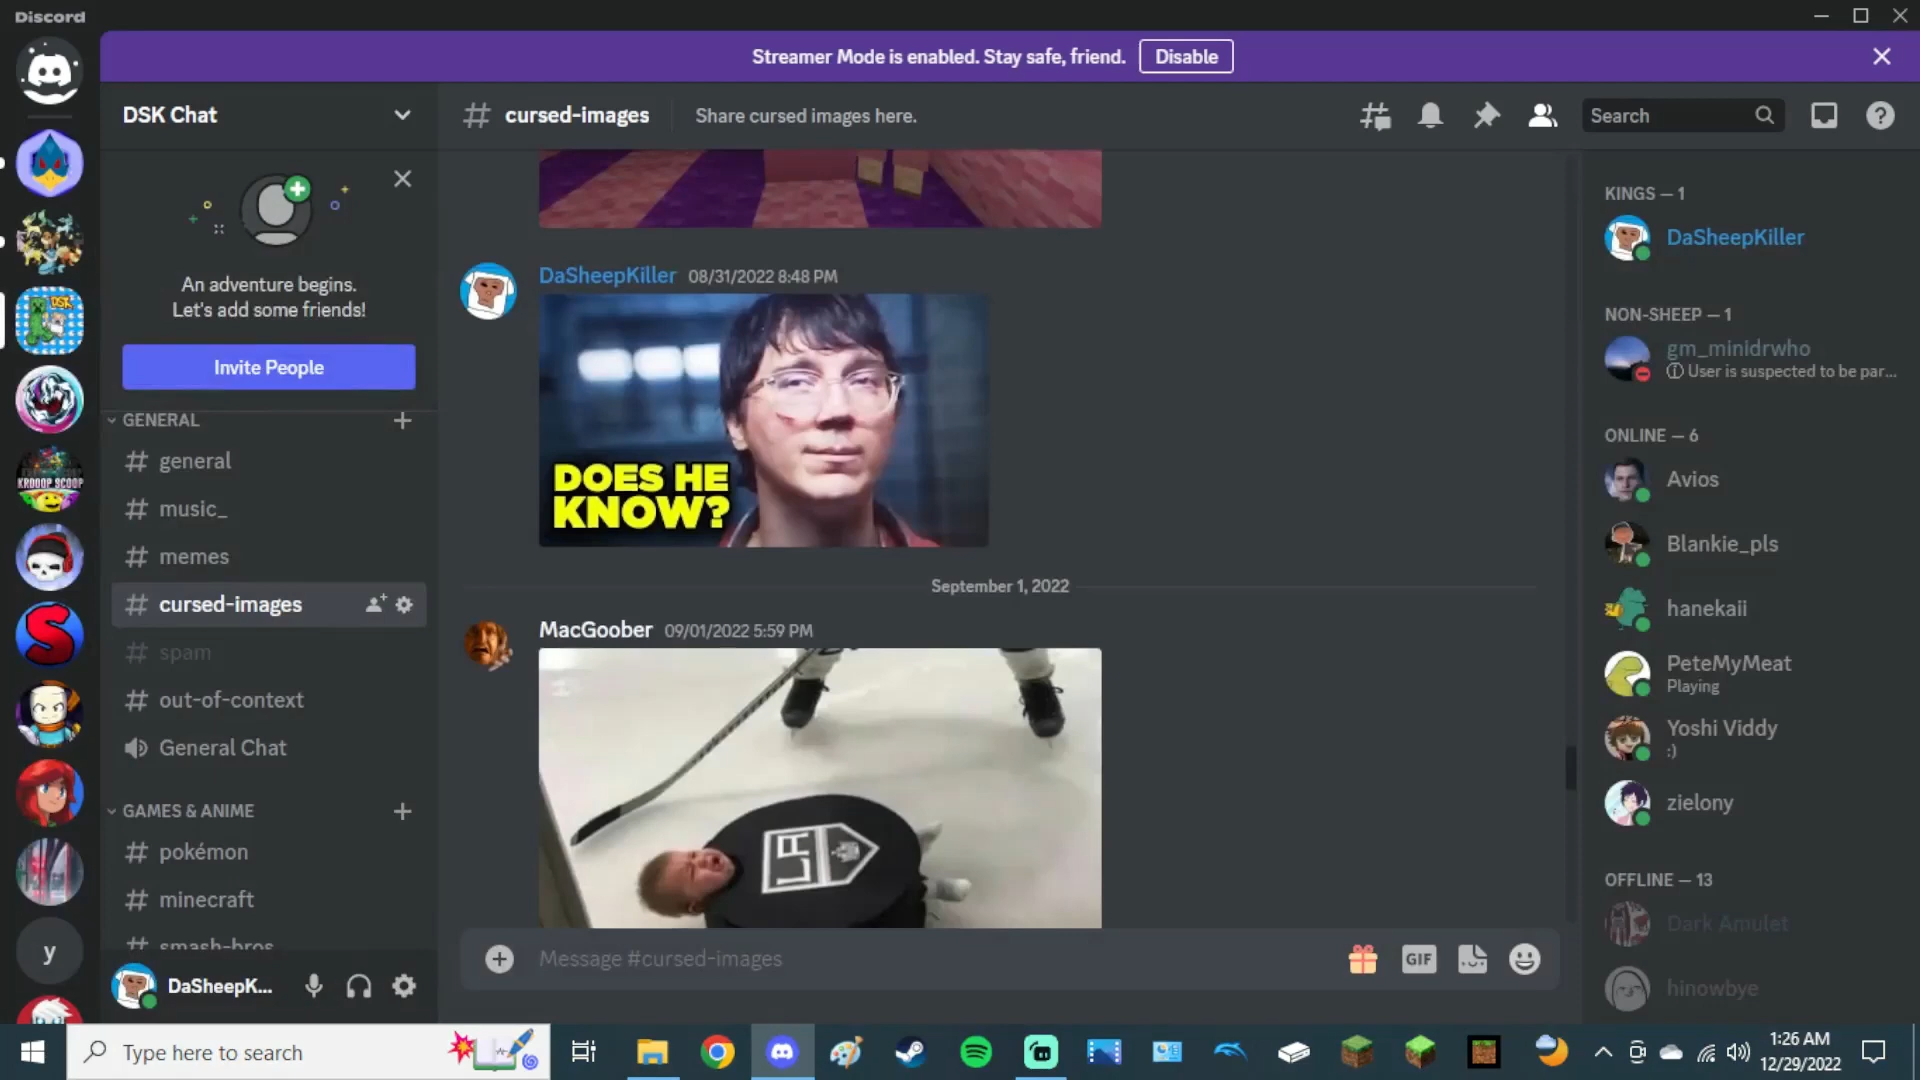 Discord
Streamer Mode is enabled. Stay safe, friend.
Disable
DSK Chat
cursed-images
Share cursed images here.
Search
An adventure begins.
Let's add some friends!
Invite People
GENERAL
general
music_
memes
cursed-images
spam
out-of-context
General Chat
GAMES & ANIME
pokémon
minecraft
smash-bros
DaSheepK...
DSK
KROOOP SCOOP
S
y
DaSheepKiller 08/31/2022 8:48 PM
DOES HE
KNOW?
September 1, 2022
MacGoober 09/01/2022 5:59 PM
LA
Message #cursed-images
GIF
KINGS — 1
DaSheepKiller
NON-SHEEP — 1
gm_minidrwho
User is suspected to be par...
ONLINE — 6
Avios
Blankie_pls
hanekaii
PeteMyMeat
Playing
Yoshi Viddy
:)
zielony
OFFLINE — 13
Dark Amulet
hinowbye
Type here to search
1:26 AM
12/29/2022